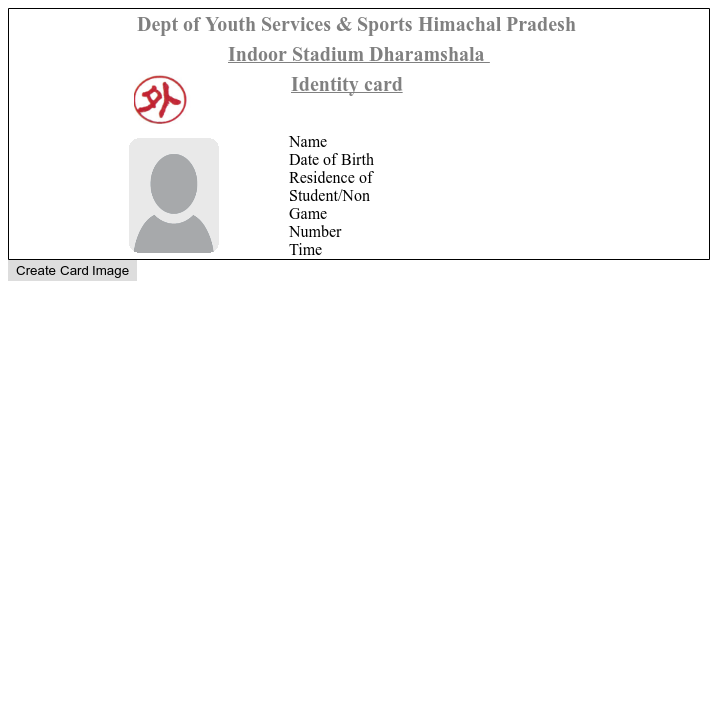 Dept of Youth Services & Sports Himachal Pradesh
Indoor Stadium Dharamshala
Identity card
外
Name
Date of Birth
Residence of
Student/Non
Game
Number
Time
Create Card Image